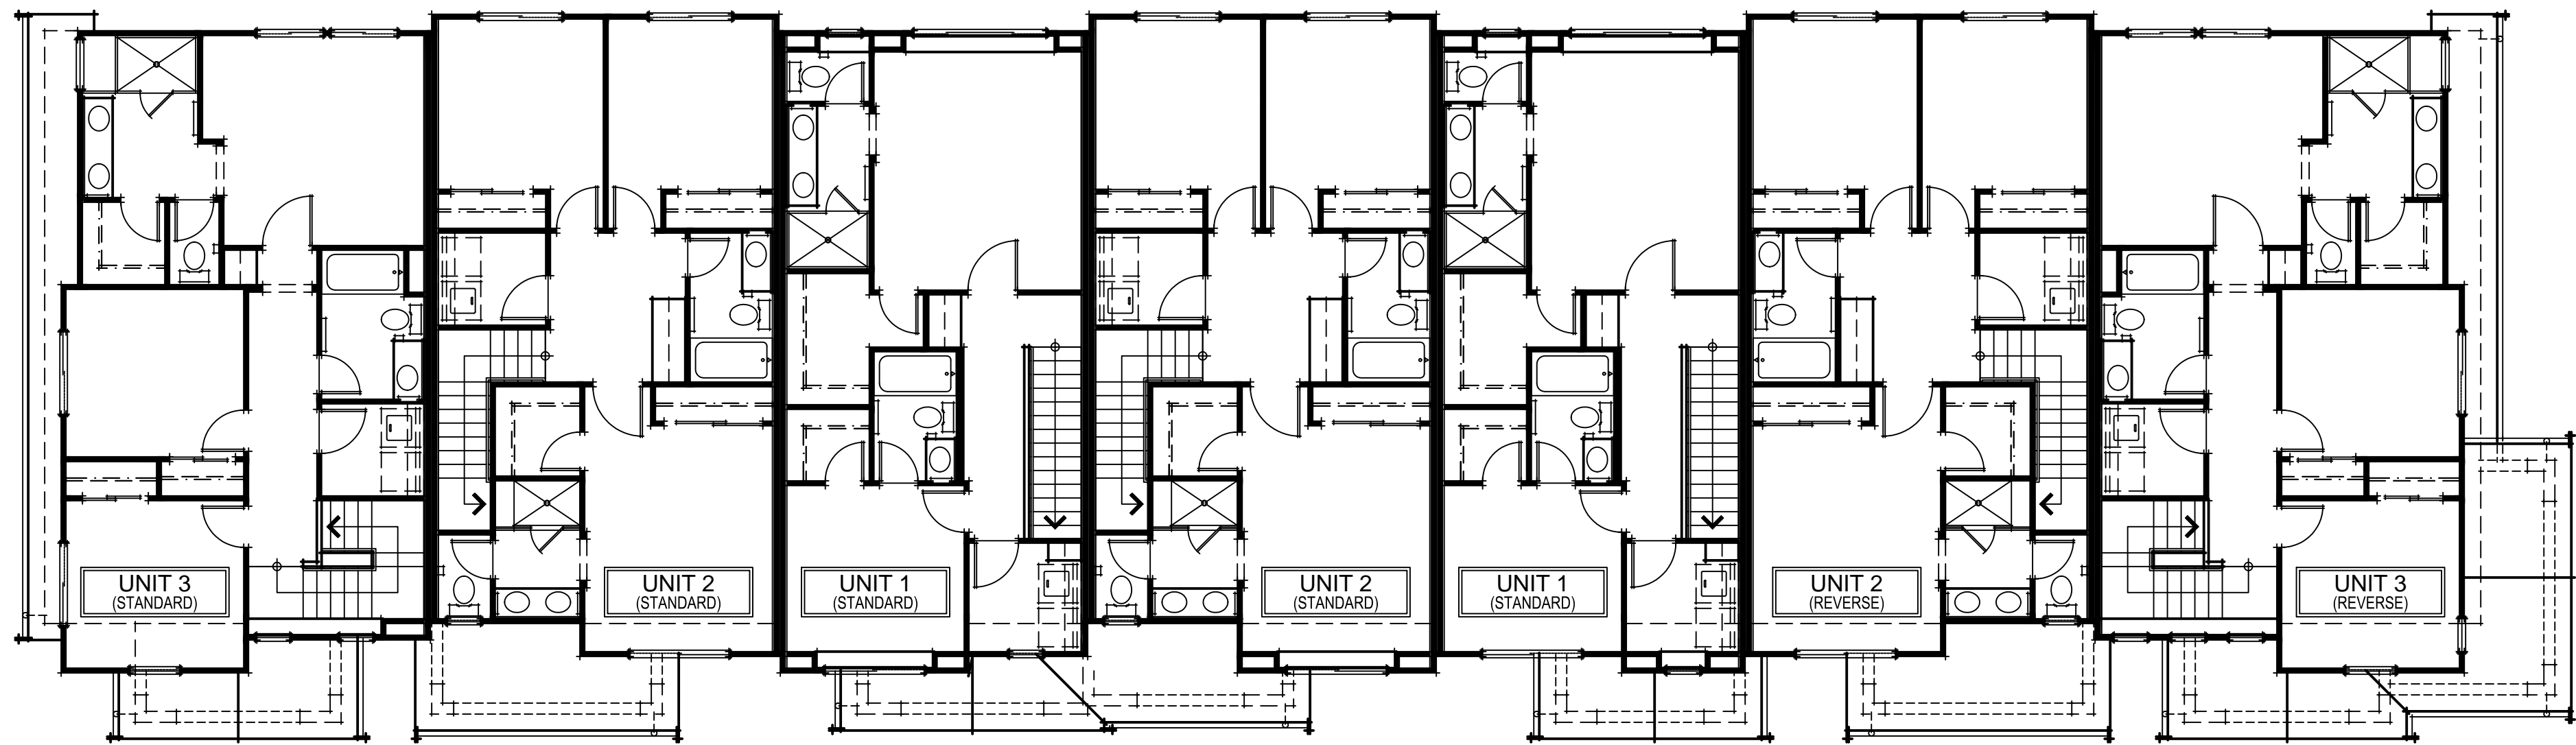 UNIT 3
(STANDARD)
UNIT 2
(STANDARD)
UNIT 1
(STANDARD)
UNIT 2
(STANDARD)
UNIT 1
(STANDARD)
UNIT 2
(REVERSE)
UNIT 3
(REVERSE)